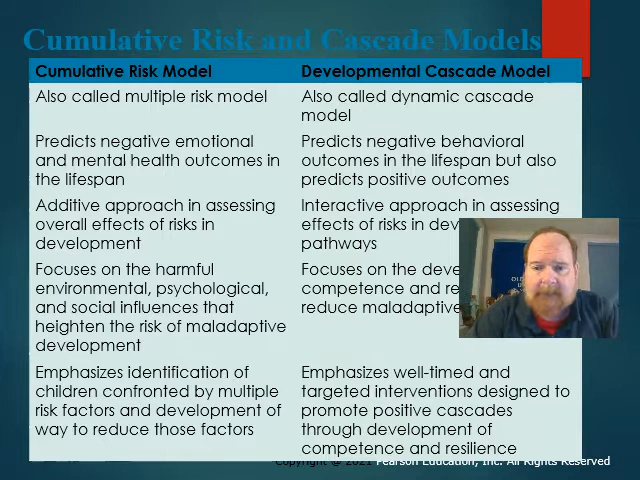 Cumulative Risk and Cascade Models
Cumulative Risk Model
Developmental Cascade Model
Also called multiple risk model
Also called dynamic cascade
model
Predicts negative emotional
and mental health outcomes in
the lifespan
Predicts negative behavioral
outcomes in the lifespan but also
predicts positive outcomes
Additive approach in assessing
overall effects of risks in
development
Interactive approach in assessing
effects of risks in
pathways
Focuses on the harmful
environmental, psychological,
and social influences that
heighten the risk of maladaptive
development
Focuses on the
competence and
reduce maladaptive
Emphasizes identification of
children confronted by multiple
risk factors and development of
way to reduce those factors
Emphasizes well-timed and
targeted interventions designed to
promote positive cascades
through development of
competence and resilience
Copyright © 2021 Pearson Education, Inc. All Rights Reserved